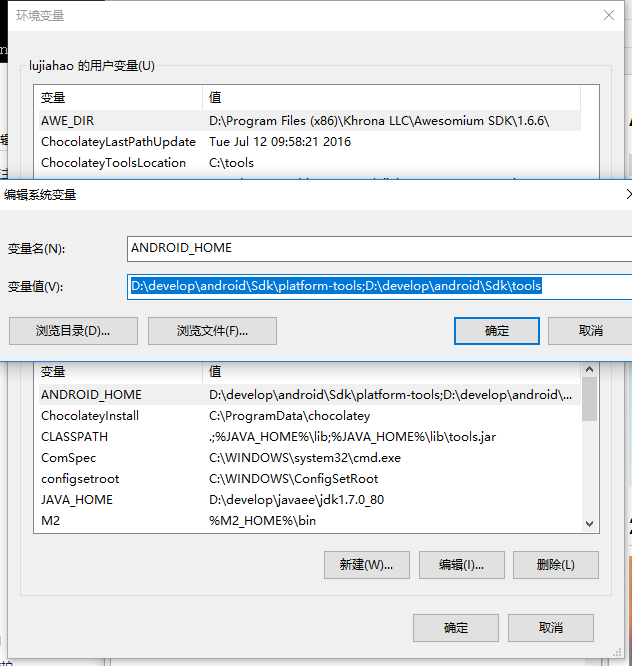 环境变量
lujiahao 的用户变量(U)
变量 值
AWE_DIR D:\Program Files (x86)\Khrona LLC\Awesomium SDK\1.6.6\
ChocolateyLastPathUpdate Tue Jul 12 09:58:21 2016
ChocolateyToolsLocation C:\tools
编辑系统变量
变量名(N): ANDROID_HOME
变量值(V): D:\develop\android\Sdk\platform-tools;D:\develop\android\Sdk\tools
浏览目录(D)... 浏览文件(F)... 确定 取消
变量 值
ANDROID_HOME D:\develop\android\Sdk\platform-tools;D:\develop\android\...
ChocolateyInstall C:\ProgramData\chocolatey
CLASSPATH .;%JAVA_HOME%\lib;%JAVA_HOME%\lib\tools.jar
ComSpec C:\WINDOWS\system32\cmd.exe
configsetroot C:\WINDOWS\ConfigSetRoot
JAVA_HOME D:\develop\javaee\jdk1.7.0_80
M2 %M2_HOME%\bin
新建(W)... 编辑(I)... 删除(L)
确定 取消